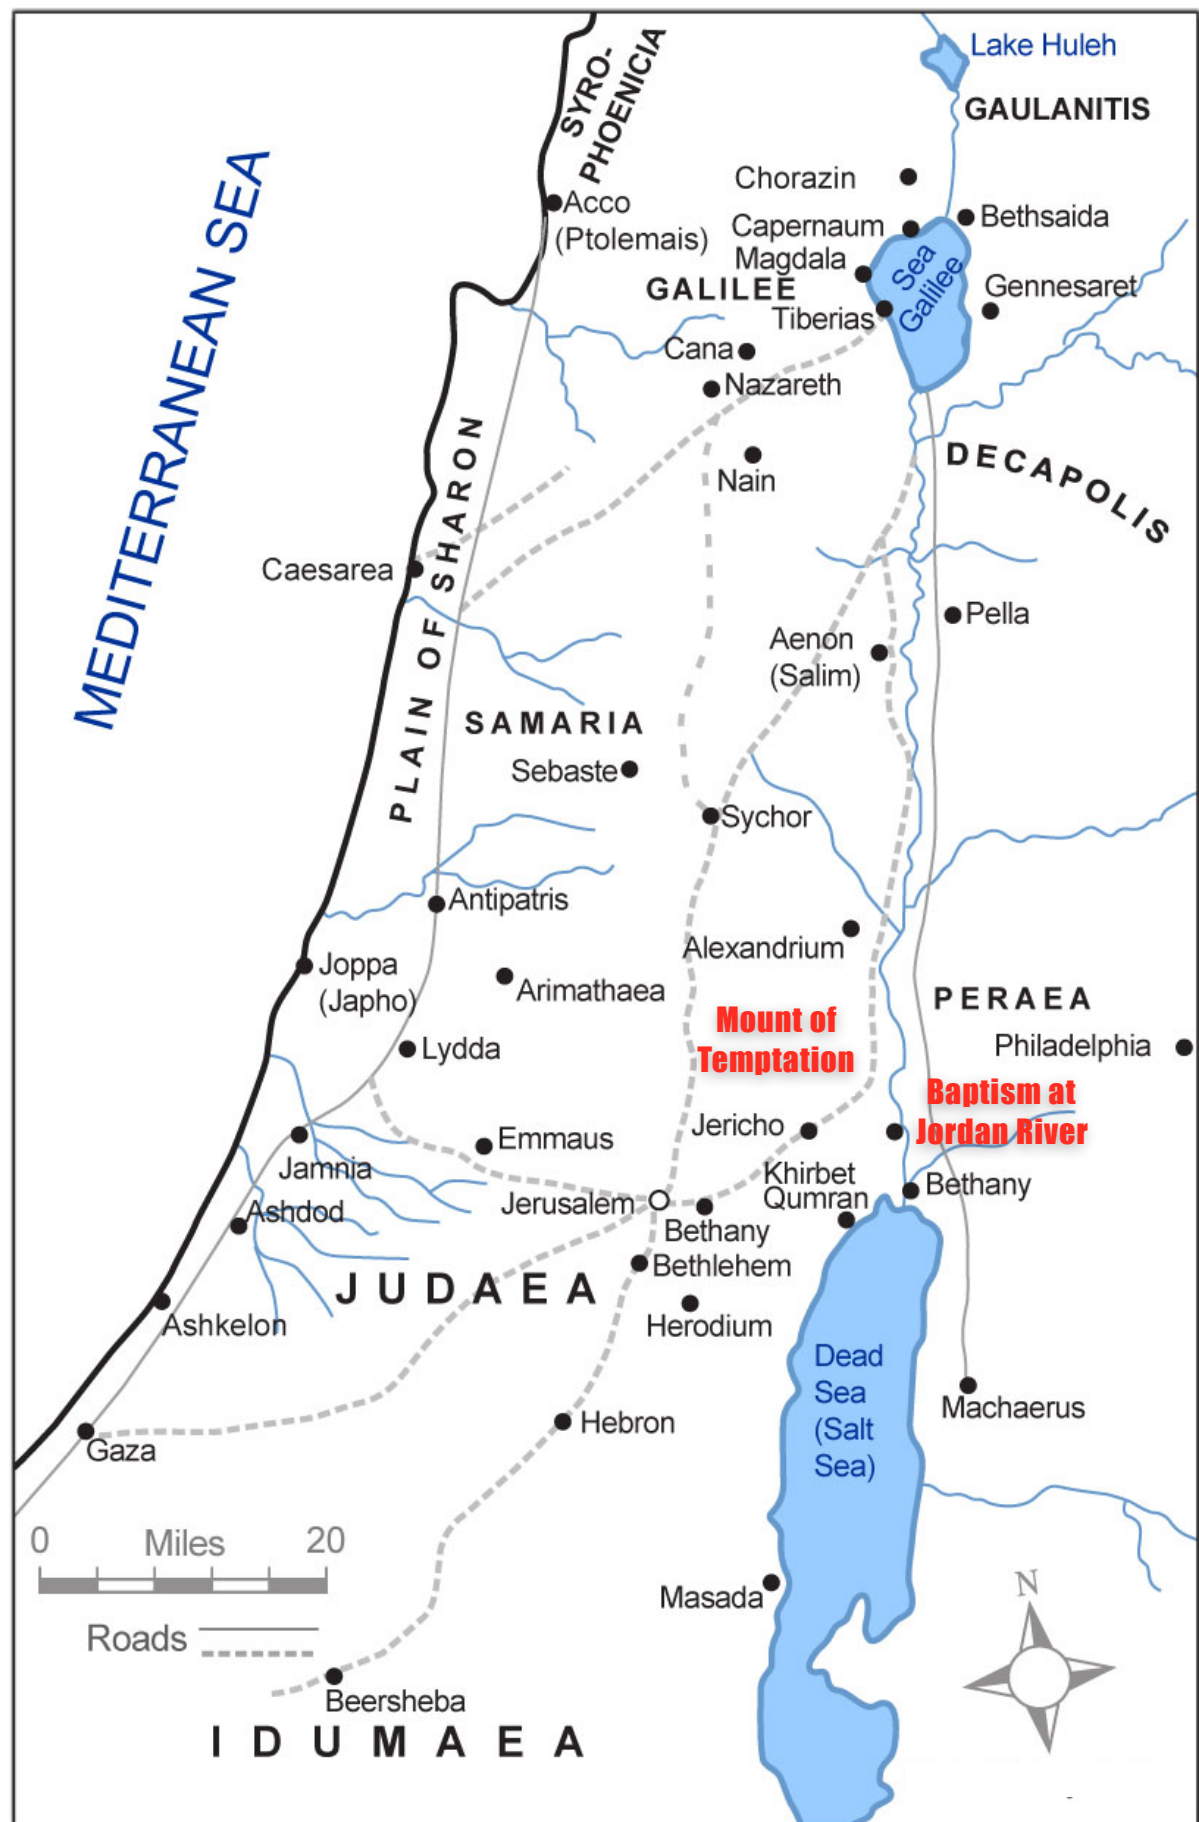 Lake Huleh
SYRO-
PHOENICIA
GAULANITIS
MEDITERRANEAN SEA
Chorazin
Acco
(Ptolemais)
Bethsaida
Capernaum
Magdala
Sea
Galilee
GALILEE
Gennesaret
Tiberias
Cana
Nazareth
DECAPOLIS
Nain
PLAIN OF SHARON
Caesarea
Pella
Aenon
(Salim)
SAMARIA
Sebaste
Sychor
Antipatris
Alexandrium
Joppa
(Japho)
Arimathaea
PERAEA
Mount of
Temptation
Lydda
Philadelphia
Baptism at
Jordan River
Jericho
Emmaus
Jamnia
Khirbet
Qumran
Bethany
Jerusalem
Ashdod
Bethany
Bethlehem
JUDAEA
Ashkelon
Herodium
Dead
Sea
(Salt
Sea)
Machaerus
Hebron
Gaza
0 Miles 20
Masada
N
Roads
Beersheba
IDUMAEA